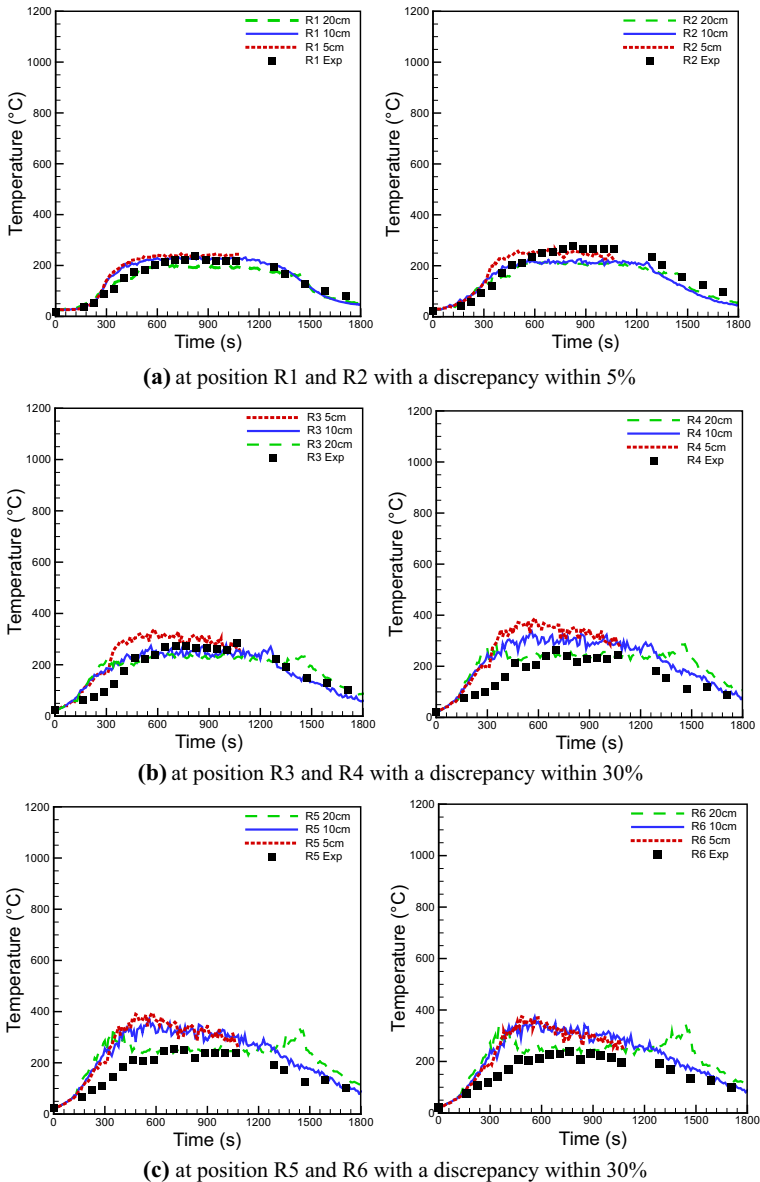 R1 20cm
R1 10cm
R1 5cm
R1 Exp
Temperature (°C)
1200
1000
800
600
400
200
0
0 300 600 900 1200 1500 1800
Time (s)
R2 20cm
R2 10cm
R2 5cm
R2 Exp
Temperature (°C)
1200
1000
800
600
400
200
0
0 300 600 900 1200 1500 1800
Time (s)
(a) at position R1 and R2 with a discrepancy within 5%
R3 5cm
R3 10cm
R3 20cm
R3 Exp
Temperature (°C)
1200
1000
800
600
400
200
0
0 300 600 900 1200 1500 1800
Time (s)
R4 20cm
R4 10cm
R4 5cm
R4 Exp
Temperature (°C)
1200
1000
800
600
400
200
0
0 300 600 900 1200 1500 1800
Time (s)
(b) at position R3 and R4 with a discrepancy within 30%
R5 20cm
R5 10cm
R5 5cm
R5 Exp
Temperature (°C)
1200
1000
800
600
400
200
0
0 300 600 900 1200 1500 1800
Time (s)
R6 20cm
R6 10cm
R6 5cm
R6 Exp
Temperature (°C)
1200
1000
800
600
400
200
0
0 300 600 900 1200 1500 1800
Time (s)
(c) at position R5 and R6 with a discrepancy within 30%